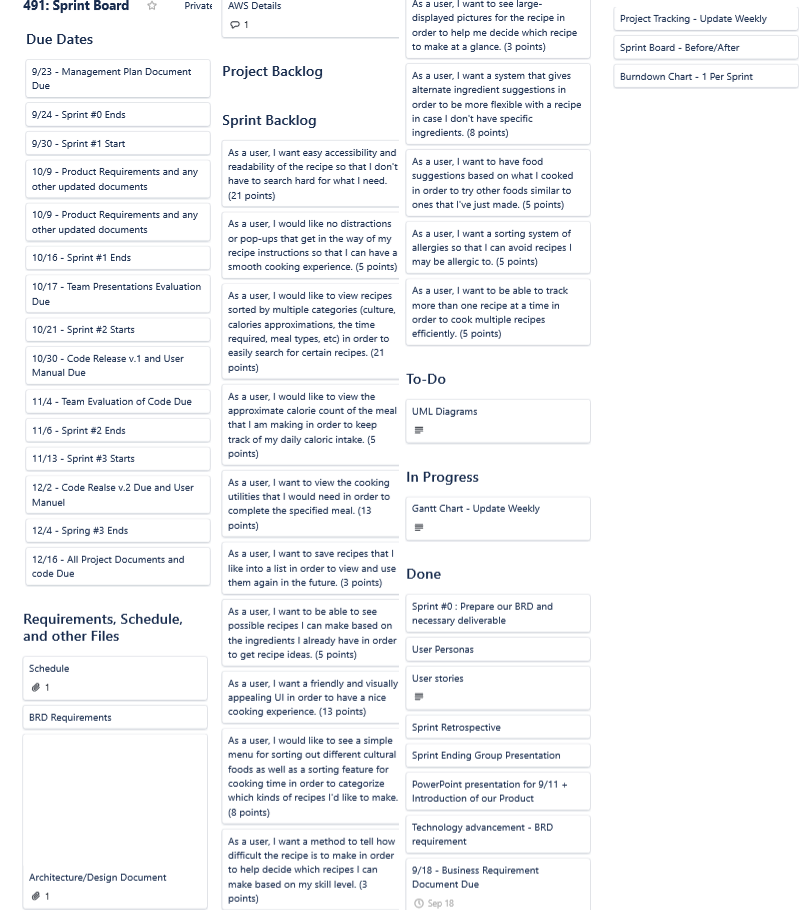 491: Sprint Board
Private
Due Dates
9/23 - Management Plan Document
Due
9/24 - Sprint #0 Ends
9/30 - Sprint #1 Start
10/9 - Product Requirements and any
other updated documents
10/9 - Product Requirements and any
other updated documents
10/16 - Sprint #1 Ends
10/17 - Team Presentations Evaluation
Due
10/21 - Sprint #2 Starts
10/30 - Code Release v.1 and User
Manual Due
11/4 - Team Evaluation of Code Due
11/6 - Sprint #2 Ends
11/13 - Sprint #3 Starts
12/2 - Code Realse v.2 Due and User
Manuel
12/4 - Spring #3 Ends
12/16 - All Project Documents and
code Due
Requirements, Schedule,
and other Files
Schedule
1
BRD Requirements
Architecture/Design Document
1
AWS Details
1
Project Backlog
Sprint Backlog
As a user, I want easy accessibility and
readability of the recipe so that I don't
have to search hard for what I need.
(21 points)
As a user, I would like no distractions
or pop-ups that get in the way of my
recipe instructions so that I can have a
smooth cooking experience. (5 points)
As a user, I would like to view recipes
sorted by multiple categories (culture,
calories approximations, the time
required, meal types, etc) in order to
easily search for certain recipes. (21
points)
As a user, I would like to view the
approximate calorie count of the meal
that I am making in order to keep
track of my daily caloric intake. (5
points)
As a user, I want to view the cooking
utilities that I would need in order to
complete the specified meal. (13
points)
As a user, I want to save recipes that I
like into a list in order to view and use
them again in the future. (3 points)
As a user, I want to be able to see
possible recipes I can make based on
the ingredients I already have in order
to get recipe ideas. (5 points)
As a user, I want a friendly and visually
appealing UI in order to have a nice
cooking experience. (13 points)
As a user, I would like to see a simple
menu for sorting out different cultural
foods as well as a sorting feature for
cooking time in order to categorize
which kinds of recipes I'd like to make.
(8 points)
As a user, I want a method to tell how
difficult the recipe is to make in order
to help decide which recipes I can
make based on my skill level. (3
points)
As a user, I want to see large-
displayed pictures for the recipe in
order to help me decide which recipe
to make at a glance. (3 points)
As a user, I want a system that gives
alternate ingredient suggestions in
order to be more flexible with a recipe
in case I don't have specific
ingredients. (8 points)
As a user, I want to have food
suggestions based on what I cooked
in order to try other foods similar to
ones that I've just made. (5 points)
As a user, I want a sorting system of
allergies so that I can avoid recipes I
may be allergic to. (5 points)
As a user, I want to be able to track
more than one recipe at a time in
order to cook multiple recipes
efficiently. (5 points)
To-Do
UML Diagrams
In Progress
Gantt Chart - Update Weekly
Done
Sprint #0 : Prepare our BRD and
necessary deliverable
User Personas
User stories
Sprint Retrospective
Sprint Ending Group Presentation
PowerPoint presentation for 9/11 +
Introduction of our Product
Technology advancement - BRD
requirement
9/18 - Business Requirement
Document Due
Sep 18
Project Tracking - Update Weekly
Sprint Board - Before/After
Burndown Chart - 1 Per Sprint